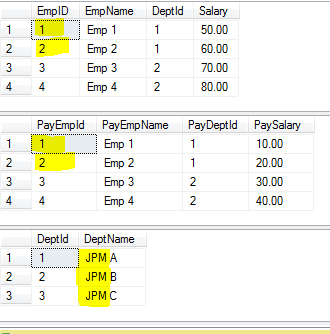 EmpID EmpName DeptId Salary
1 1 Emp 1 1 50.00
2 2 Emp 2 1 60.00
3 3 Emp 3 2 70.00
4 4 Emp 4 2 80.00
PayEmpId PayEmpName PayDeptId PaySalary
1 1 Emp 1 1 10.00
2 2 Emp 2 1 20.00
3 3 Emp 3 2 30.00
4 4 Emp 4 2 40.00
DeptId DeptName
1 1 JPM A
2 2 JPM B
3 3 JPM C